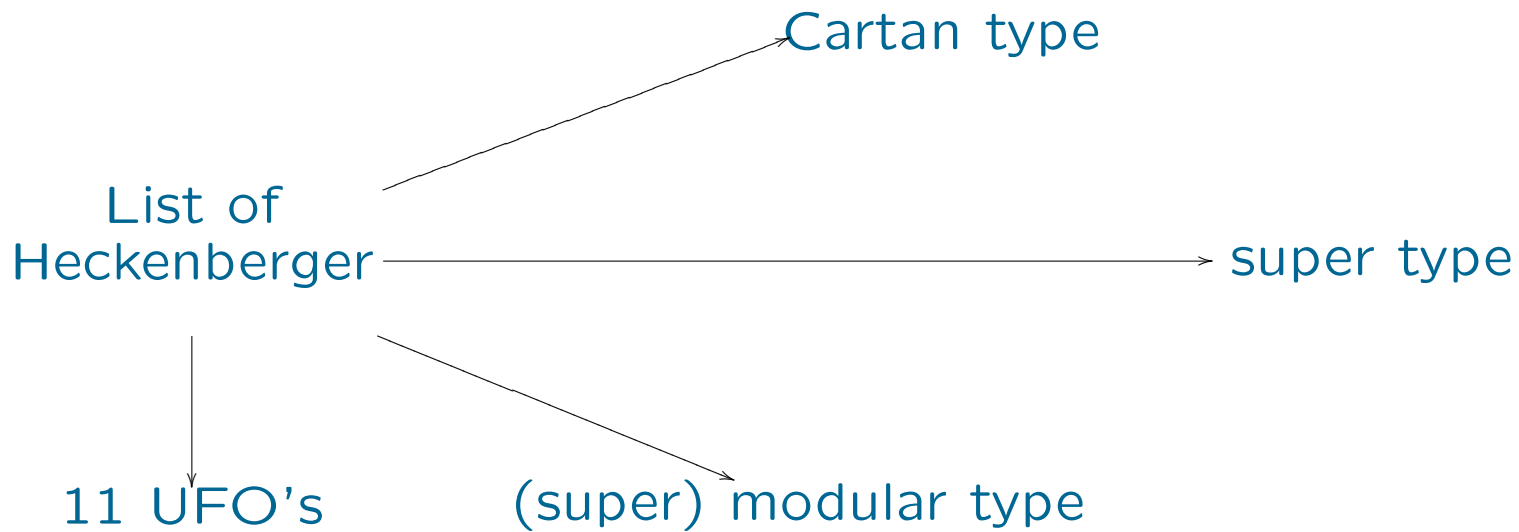 Cartan type
List of
Heckenberger
super type
11 UFO's
(super) modular type